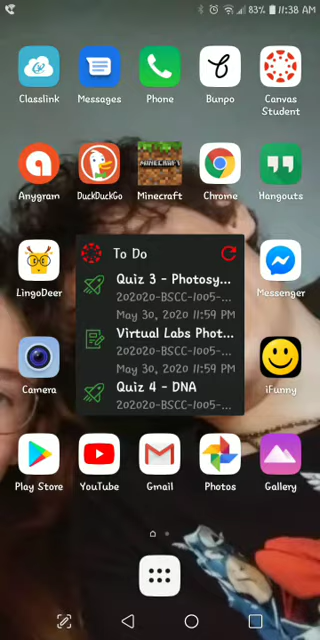 83% 11:38 AM
Classlink Messages Phone Bunpo Canvas Student
Anygram DuckDuckGo Minecraft Chrome Hangouts
MINECRAFT
To Do
Quiz 3 - Photosy...
202020-BSCC-1005-...
May 30, 2020 11:59 PM
Virtual Labs Phot...
202020-BSCC-1005-...
May 30, 2020 11:59 PM
Quiz 4 - DNA
202020-BSCC-1005-...
LingoDeer Messenger
Camera iFunny
Play Store YouTube Gmail Photos Gallery